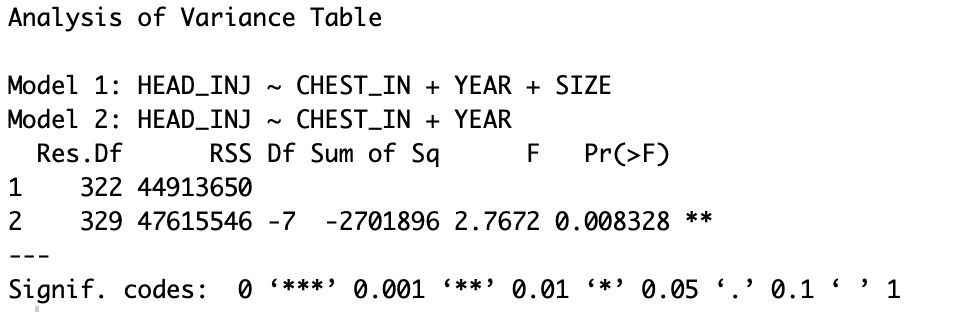 Analysis of Variance Table
Model 1: HEAD_INJ ~ CHEST_IN + YEAR + SIZE
Model 2: HEAD_INJ ~ CHEST_IN + YEAR
  Res.Df      RSS Df Sum of Sq      F   Pr(>F)
1    322 44913650
2    329 47615546 -7  -2701896 2.7672 0.008328 **
---
Signif. codes:  0 ‘***’ 0.001 ‘**’ 0.01 ‘*’ 0.05 ‘.’ 0.1 ‘ ’ 1